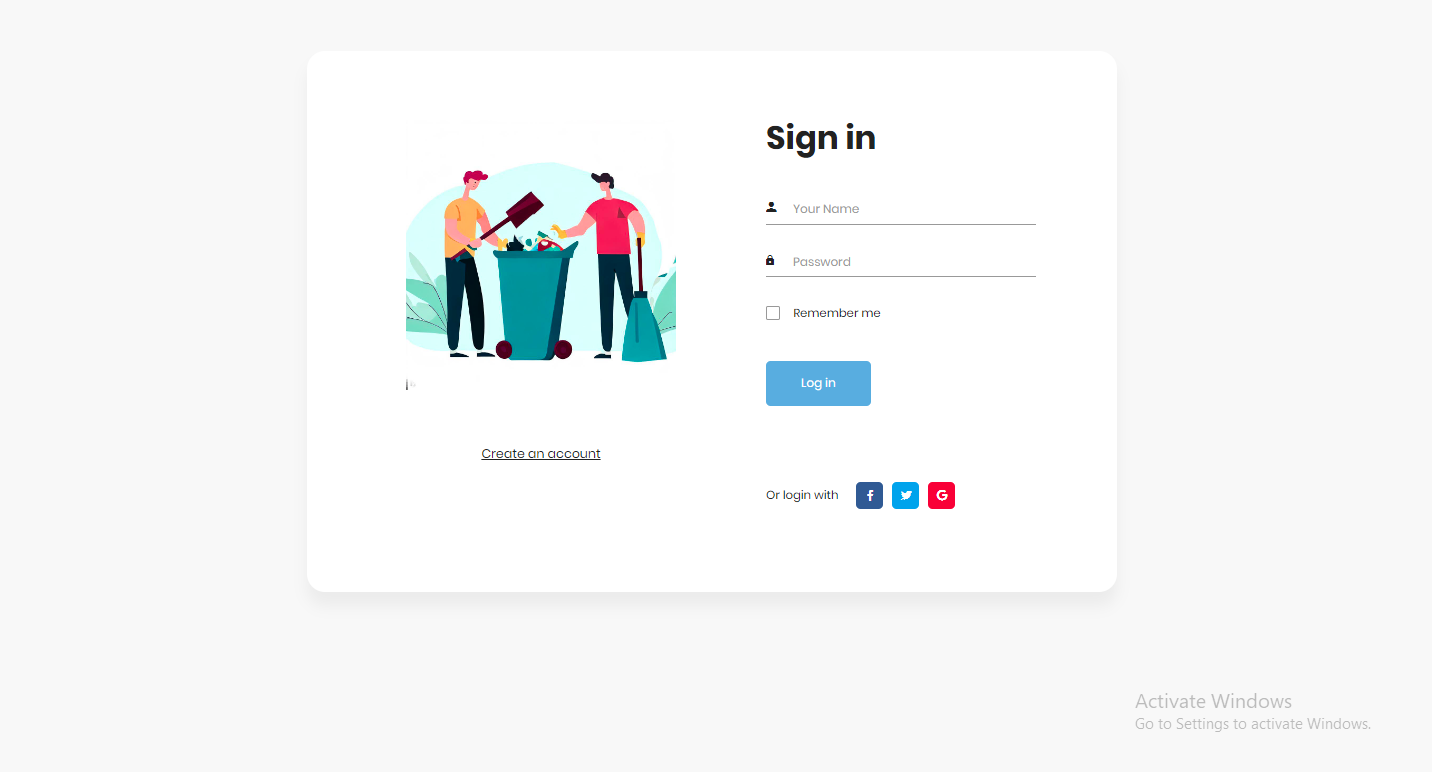 Sign in
Your Name
Password
Remember me
Log in
Create an account
Or login with
Activate Windows
Go to Settings to activate Windows.